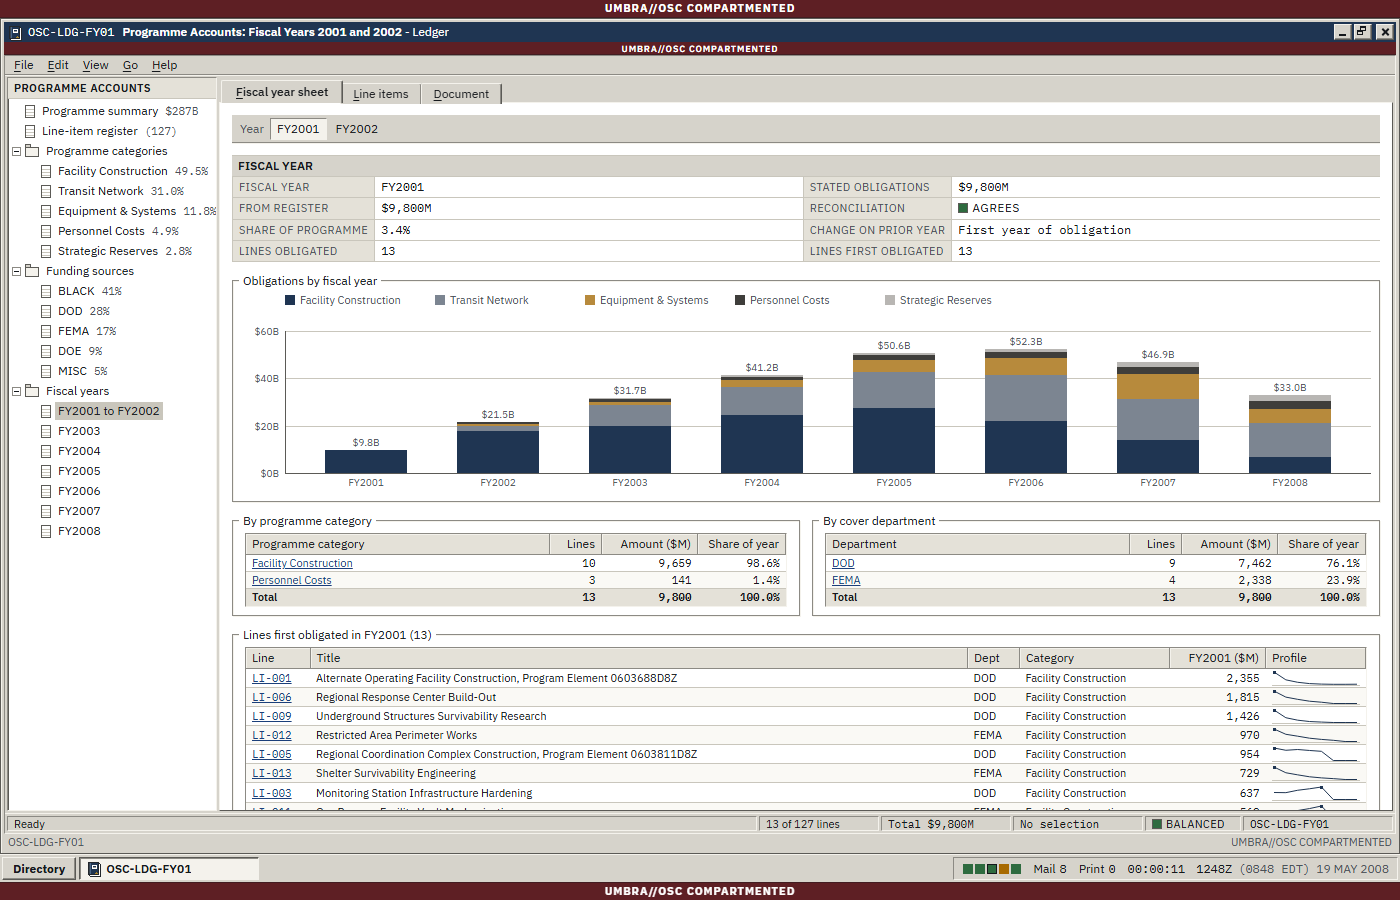 UMBRA//OSC COMPARTMENTED
OSC-LDG-FY01 Programme Accounts: Fiscal Years 2001 and 2002 - Ledger
UMBRA//OSC COMPARTMENTED
File Edit View Go Help
PROGRAMME ACCOUNTS
Programme summary $287B
Line-item register (127)
Programme categories
Facility Construction 49.5%
Transit Network 31.0%
Equipment & Systems 11.8%
Personnel Costs 4.9%
Strategic Reserves 2.8%
Funding sources
BLACK 41%
DOD 28%
FEMA 17%
DOE 9%
MISC 5%
Fiscal years
FY2001 to FY2002
FY2003
FY2004
FY2005
FY2006
FY2007
FY2008
Fiscal year sheet Line items Document
Year FY2001 FY2002
FISCAL YEAR
FISCAL YEAR FY2001 STATED OBLIGATIONS $9,800M
FROM REGISTER $9,800M RECONCILIATION AGREES
SHARE OF PROGRAMME 3.4% CHANGE ON PRIOR YEAR First year of obligation
LINES OBLIGATED 13 LINES FIRST OBLIGATED 13
Obligations by fiscal year
Facility Construction Transit Network Equipment & Systems Personnel Costs Strategic Reserves
$60B
$40B
$20B
$0B
$9.8B $21.5B $31.7B $41.2B $50.6B $52.3B $46.9B $33.0B
FY2001 FY2002 FY2003 FY2004 FY2005 FY2006 FY2007 FY2008
By programme category
Programme category Lines Amount ($M) Share of year
Facility Construction 10 9,659 98.6%
Personnel Costs 3 141 1.4%
Total 13 9,800 100.0%
By cover department
Department Lines Amount ($M) Share of year
DOD 9 7,462 76.1%
FEMA 4 2,338 23.9%
Total 13 9,800 100.0%
Lines first obligated in FY2001 (13)
Line Title Dept Category FY2001 ($M) Profile
LI-001 Alternate Operating Facility Construction, Program Element 0603688D8Z DOD Facility Construction 2,355
LI-006 Regional Response Center Build-Out DOD Facility Construction 1,815
LI-009 Underground Structures Survivability Research DOD Facility Construction 1,426
LI-012 Restricted Area Perimeter Works FEMA Facility Construction 970
LI-005 Regional Coordination Complex Construction, Program Element 0603811D8Z DOD Facility Construction 954
LI-013 Shelter Survivability Engineering FEMA Facility Construction 729
LI-003 Monitoring Station Infrastructure Hardening DOD Facility Construction 637
Ready 13 of 127 lines Total $9,800M No selection BALANCED OSC-LDG-FY01
OSC-LDG-FY01 UMBRA//OSC COMPARTMENTED
Directory OSC-LDG-FY01 Mail 8 Print 0 00:00:11 1248Z (0848 EDT) 19 MAY 2008
UMBRA//OSC COMPARTMENTED